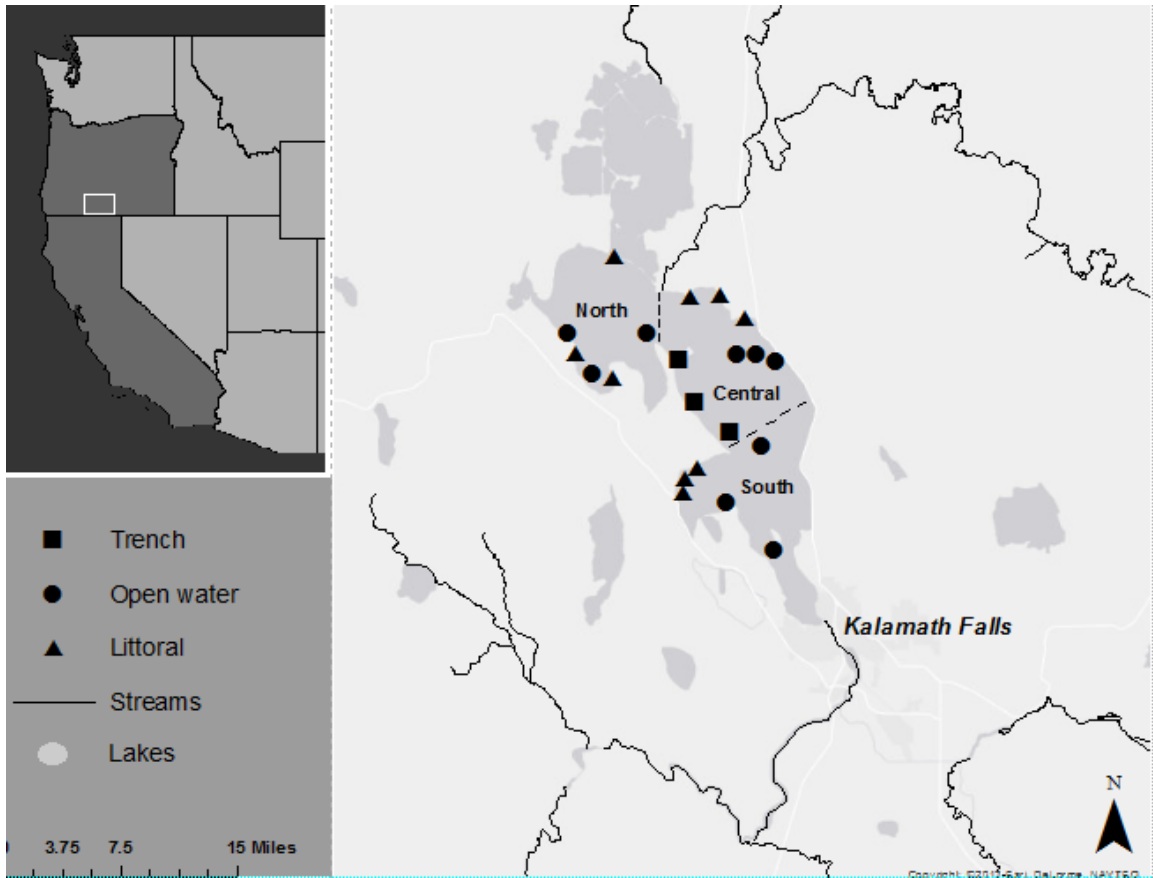 North
Central
South
Kalamath Falls
Trench
Open water
Littoral
Streams
Lakes
3.75 7.5 15 Miles
N